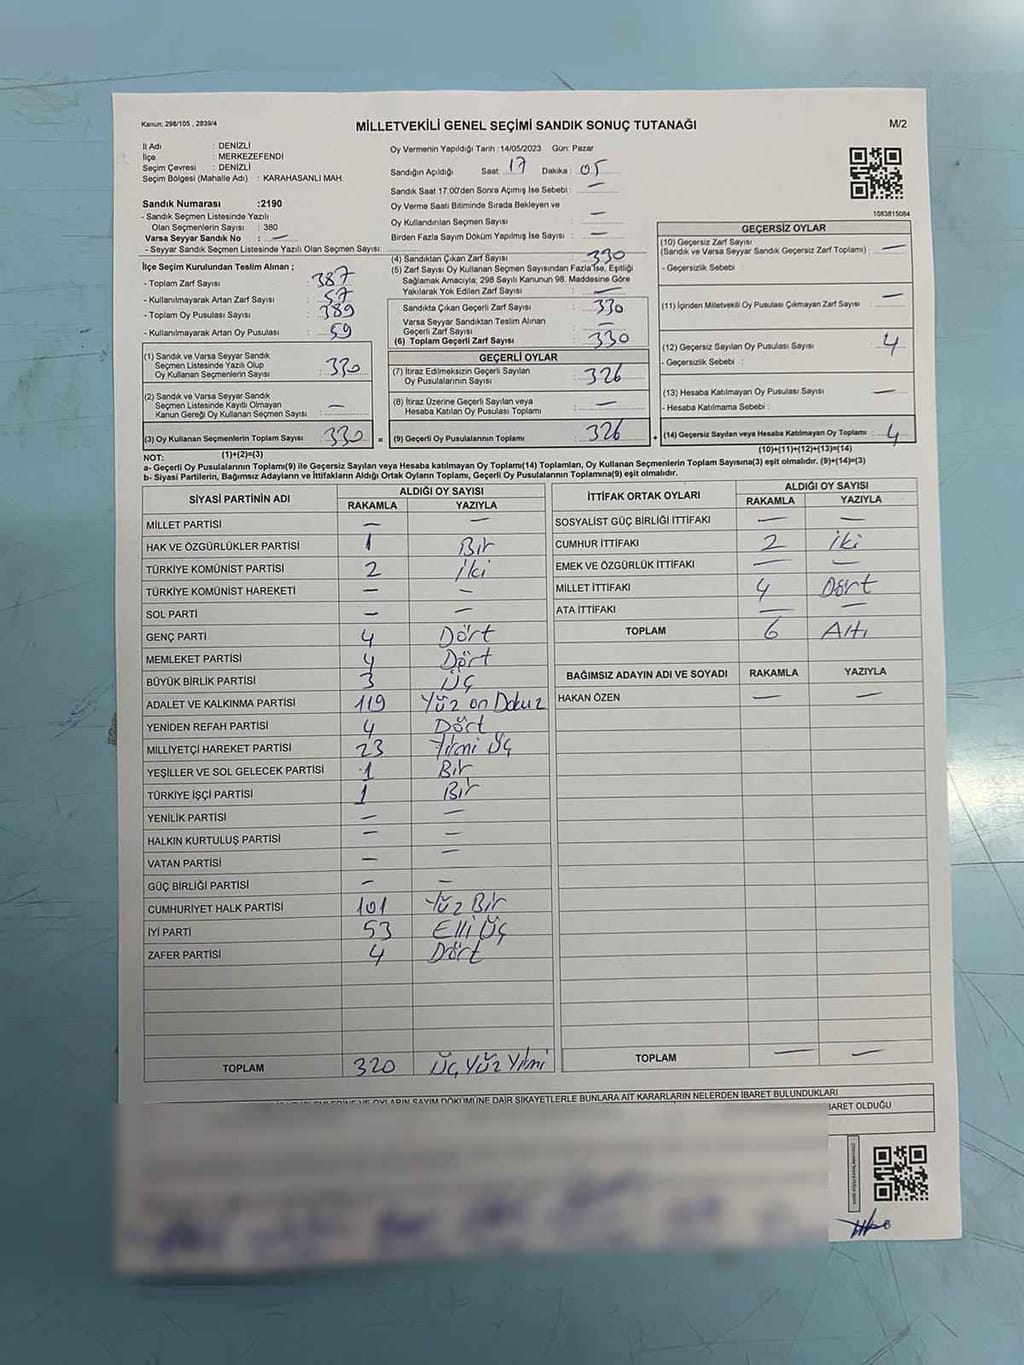 Kanun: 298/105 , 2839/4
MİLLETVEKİLİ GENEL SEÇİMİ SANDIK SONUÇ TUTANAĞI
M/2
İl Adı : DENİZLİ
İlçe : MERKEZEFENDİ
Seçim Çevresi : DENİZLİ
Seçim Bölgesi (Mahalle Adı) : KARAHASANLI MAH.
Sandık Numarası :2190
- Sandık Seçmen Listesinde Yazılı
Olan Seçmenlerin Sayısı : 380
Varsa Seyyar Sandık No : —
- Seyyar Sandık Seçmen Listesinde Yazılı Olan Seçmen Sayısı:
İlçe Seçim Kurulundan Teslim Alınan ;
- Toplam Zarf Sayısı : 387
- Kullanılmayarak Artan Zarf Sayısı : 57
- Toplam Oy Pusulası Sayısı : 389
- Kullanılmayarak Artan Oy Pusulası : 59
(1) Sandık ve Varsa Seyyar Sandık
Seçmen Listesinde Yazılı Olup
Oy Kullanan Seçmenlerin Sayısı : 330
(2) Sandık ve Varsa Seyyar Sandık
Seçmen Listesinde Kayıtlı Olmayan
Kanun Gereği Oy Kullanan Seçmen Sayısı : —
(3) Oy Kullanan Seçmenlerin Toplam Sayısı : 330 =
(1)+(2)=(3)
Oy Vermenin Yapıldığı Tarih :14/05/2023 Gün: Pazar
Sandığın Açıldığı Saat: 17 Dakika : 05
Sandık Saat 17.00'den Sonra Açımış İse Sebebi : —
Oy Verme Saati Bitiminde Sırada Bekleyen ve
Oy Kullandırılan Seçmen Sayısı : —
Birden Fazla Sayım Döküm Yapılmış İse Sayısı : —
(4) Sandıktan Çıkan Zarf Sayısı : 330
(5) Zarf Sayısı Oy Kullanan Seçmen Sayısından Fazla İse, Eşitliği
Sağlamak Amacıyla, 298 Sayılı Kanunun 98. Maddesine Göre
Yakılarak Yok Edilen Zarf Sayısı : —
Sandıkta Çıkan Geçerli Zarf Sayısı : 330
Varsa Seyyar Sandıktan Teslim Alınan
Geçerli Zarf Sayısı : —
(6) Toplam Geçerli Zarf Sayısı : 330
GEÇERLİ OYLAR
(7) İtiraz Edilmeksizin Geçerli Sayılan
Oy Pusulalarının Sayısı : 326
(8) İtiraz Üzerine Geçerli Sayılan veya
Hesaba Katılan Oy Pusulası Toplamı : —
(9) Geçerli Oy Pusulalarının Toplamı : 326 +
1083815084
GEÇERSİZ OYLAR
(10) Geçersiz Zarf Sayısı
(Sandık ve Varsa Seyyar Sandık Geçersiz Zarf Toplamı) : —
- Geçersizlik Sebebi :
(11) İçinden Milletvekili Oy Pusulası Çıkmayan Zarf Sayısı : —
(12) Geçersiz Sayılan Oy Pusulası Sayısı : 4
- Geçersizlik Sebebi :
(13) Hesaba Katılmayan Oy Pusulası Sayısı : —
- Hesaba Katılmama Sebebi :
(14) Geçersiz Sayılan veya Hesaba Katılmayan Oy Toplamı : 4
(10)+(11)+(12)+(13)=(14)
NOT:
a- Geçerli Oy Pusulalarının Toplamı(9) ile Geçersiz Sayılan veya Hesaba katılmayan Oy Toplamı(14) Toplamları, Oy Kullanan Seçmenlerin Toplam Sayısına(3) eşit olmalıdır. (9)+(14)=(3)
b- Siyasi Partilerin, Bağımsız Adayların ve İttifakların Aldığı Ortak Oyların Toplamı, Geçerli Oy Pusulalarının Toplamına(9) eşit olmalıdır.
SİYASİ PARTİNİN ADI ALDIĞI OY SAYISI
RAKAMLA YAZIYLA
MİLLET PARTİSİ — —
HAK VE ÖZGÜRLÜKLER PARTİSİ 1 Bir
TÜRKİYE KOMÜNİST PARTİSİ 2 İki
TÜRKİYE KOMÜNİST HAREKETİ — —
SOL PARTİ — —
GENÇ PARTİ 4 Dört
MEMLEKET PARTİSİ 4 Dört
BÜYÜK BİRLİK PARTİSİ 3 Üç
ADALET VE KALKINMA PARTİSİ 119 Yüz on Dokuz
YENİDEN REFAH PARTİSİ 4 Dört
MİLLİYETÇİ HAREKET PARTİSİ 23 Yirmi Üç
YEŞİLLER VE SOL GELECEK PARTİSİ 1 Bir
TÜRKİYE İŞÇİ PARTİSİ 1 Bir
YENİLİK PARTİSİ — —
HALKIN KURTULUŞ PARTİSİ — —
VATAN PARTİSİ — —
GÜÇ BİRLİĞİ PARTİSİ — —
CUMHURİYET HALK PARTİSİ 101 Yüz Bir
İYİ PARTİ 53 Elli Üç
ZAFER PARTİSİ 4 Dört
TOPLAM 320 Üç Yüz Yirmi
İTTİFAK ORTAK OYLARI ALDIĞI OY SAYISI
RAKAMLA YAZIYLA
SOSYALİST GÜÇ BİRLİĞİ İTTİFAKI — —
CUMHUR İTTİFAKI 2 İki
EMEK VE ÖZGÜRLÜK İTTİFAKI — —
MİLLET İTTİFAKI 4 Dört
ATA İTTİFAKI — —
TOPLAM 6 Altı
BAĞIMSIZ ADAYIN ADI VE SOYADI RAKAMLA YAZIYLA
HAKAN ÖZEN — —
TOPLAM — —
OYLARIN SAYIM DÖKÜMÜNE DAİR ŞİKAYETLERLE BUNLARA AİT KARARLARIN NELERDEN İBARET BULUNDUKLARI
İBARET OLDUĞU